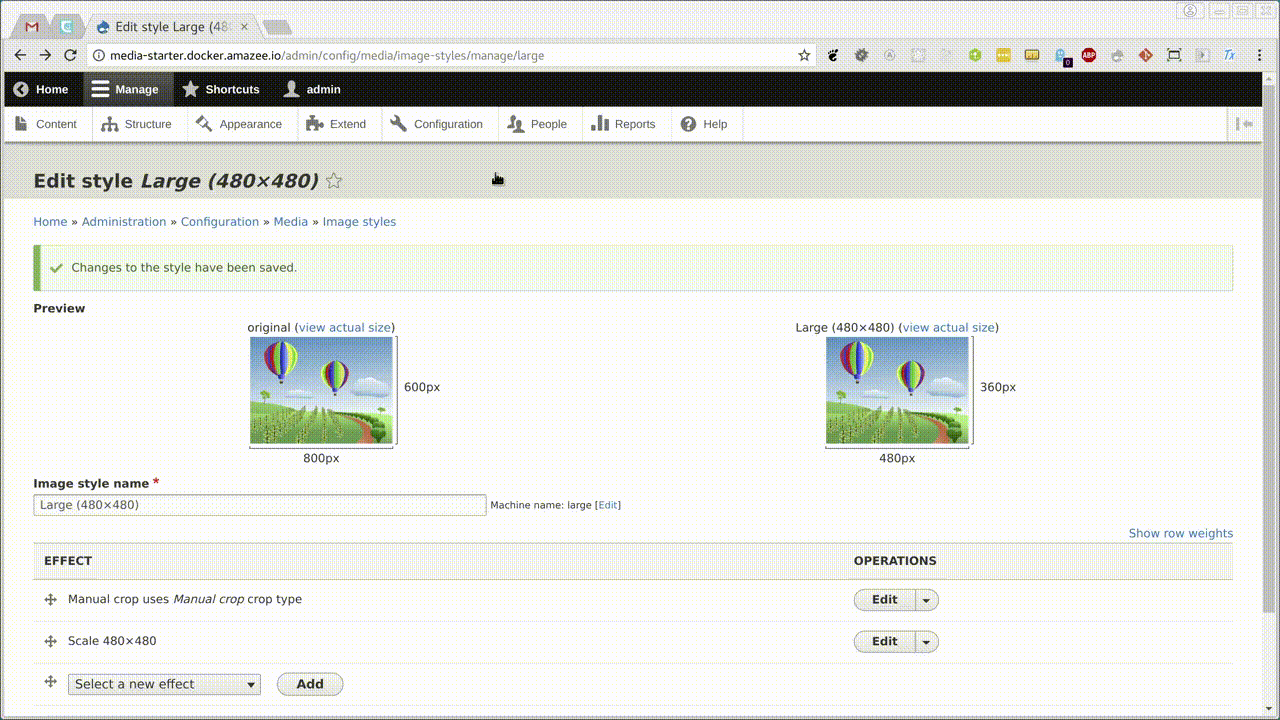 Edit style Large (48
media-starter.docker.amazee.io/admin/config/media/image-styles/manage/large
0
ABP
Tx
Home Manage Shortcuts admin
Content Structure Appearance Extend Configuration People Reports Help
Edit style Large (480×480)
Home » Administration » Configuration » Media » Image styles
Changes to the style have been saved.
Preview
original (view actual size)
600px
800px
Large (480×480) (view actual size)
360px
480px
Image style name *
Large (480×480)
Machine name: large [Edit]
Show row weights
EFFECT OPERATIONS
Manual crop uses Manual crop crop type Edit
Scale 480×480 Edit
Select a new effect Add